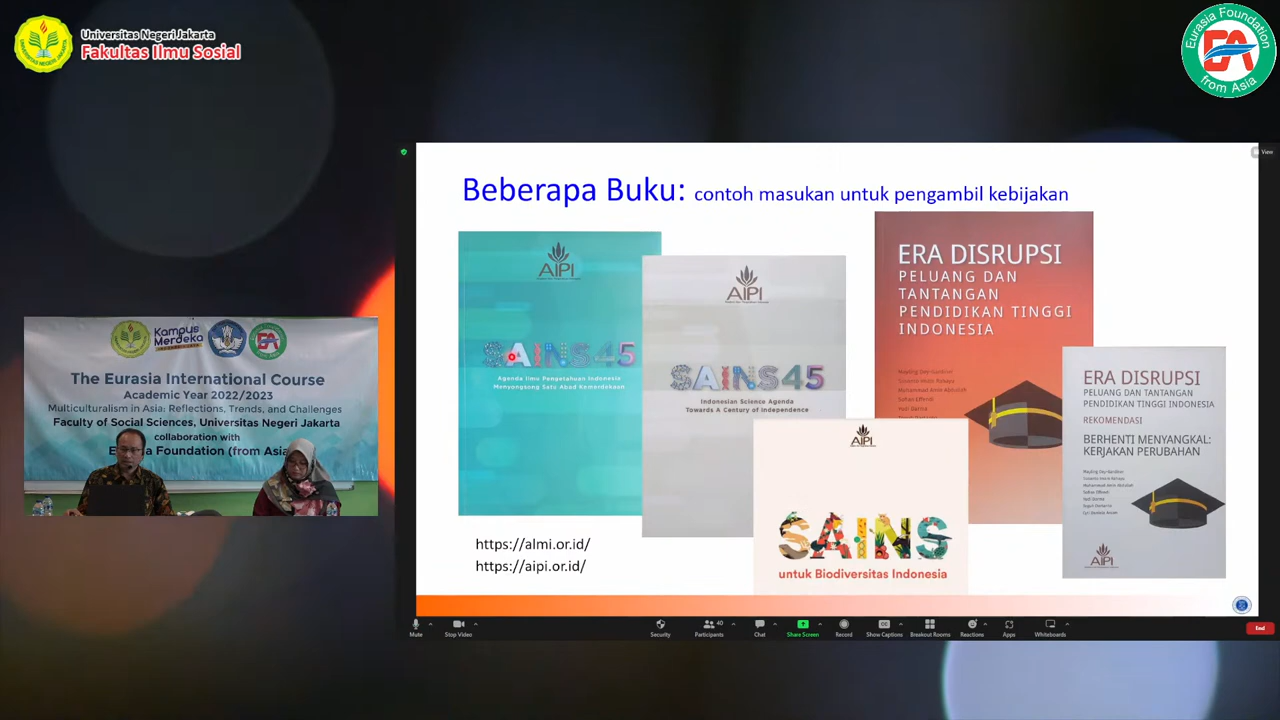 Universitas Negeri Jakarta
Fakultas Ilmu Sosial
Eurasia Foundation
EA
from Asia
View
Beberapa Buku: contoh masukan untuk pengambil kebijakan
AIPI
SAINS45
Agenda Ilmu Pengetahuan Indonesia
Menyongsong Satu Abad Kemerdekaan
AIPI
SAINS45
Indonesian Science Agenda
Towards A Century of Independence
ERA DISRUPSI
PELUANG DAN
TANTANGAN
PENDIDIKAN TINGGI
INDONESIA
AIPI
SAINS
untuk Biodiversitas Indonesia
ERA DISRUPSI
PELUANG DAN TANTANGAN
PENDIDIKAN TINGGI INDONESIA
REKOMENDASI
BERHENTI MENYANGKAL:
KERJAKAN PERUBAHAN
AIPI
https://almi.or.id/
https://aipi.or.id/
Kampus
Merdeka
The Eurasia International Course
Academic Year 2022/2023
Multiculturalism in Asia: Reflections, Trends, and Challenges
Faculty of Social Sciences, Universitas Negeri Jakarta
collaboration with
Foundation (from Asia
Mute
Stop Video
Security
Participants
40
Chat
Share Screen
Record
Show Captions
Breakout Rooms
Reactions
Apps
Whiteboards
End